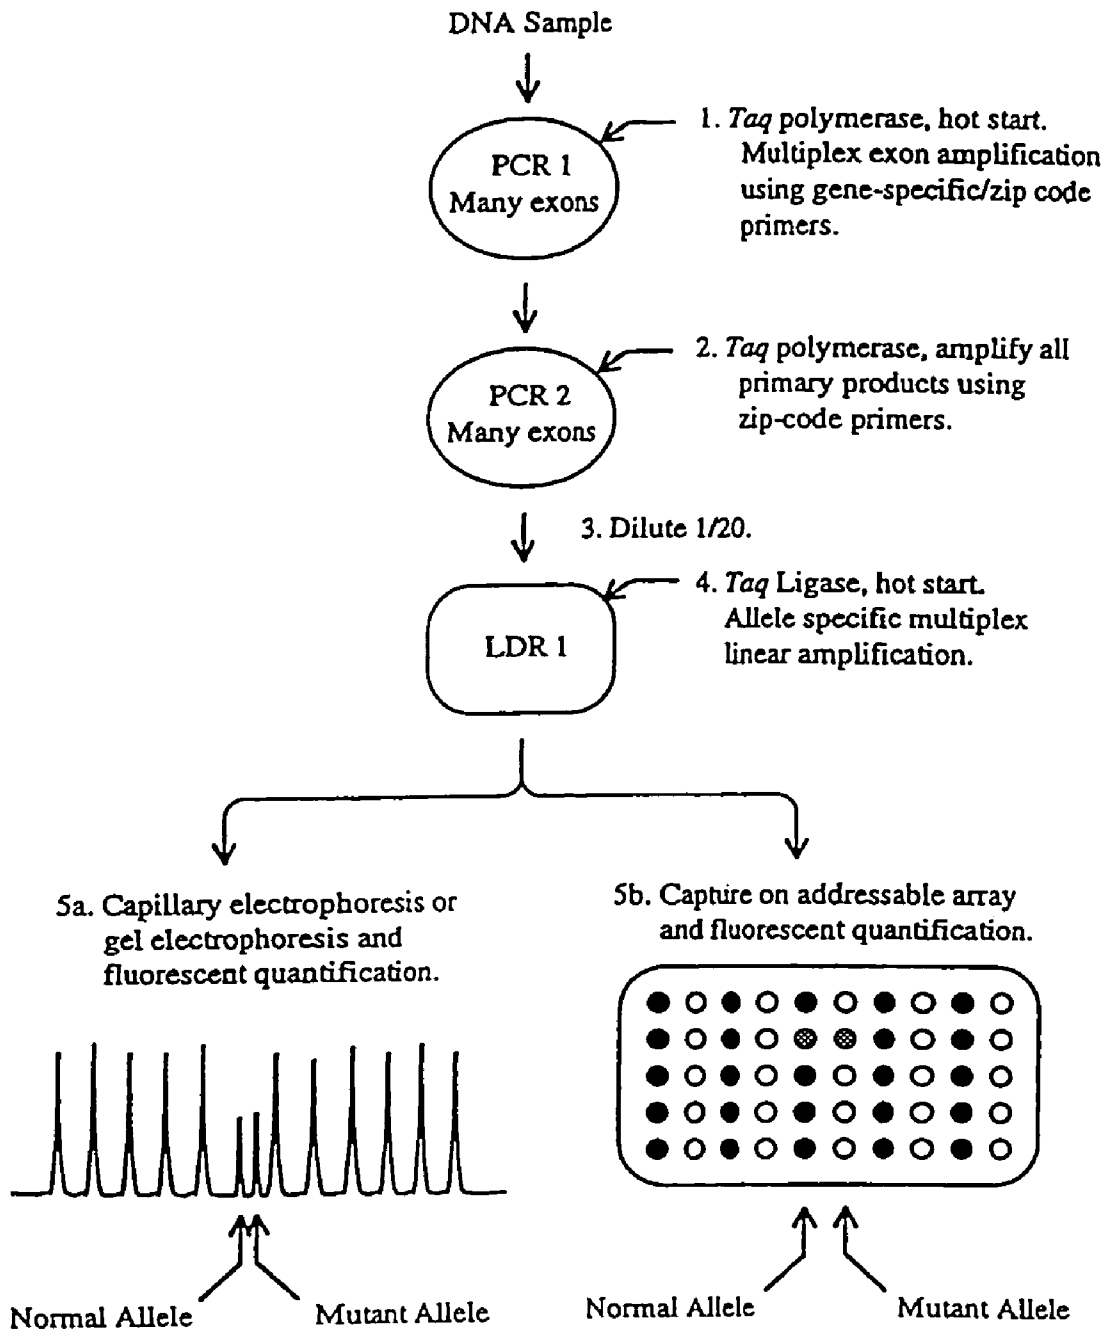 DNA Sample
PCR 1
Many exons
1. Taq polymerase, hot start.
Multiplex exon amplification
using gene-specific/zip code
primers.
PCR 2
Many exons
2. Taq polymerase, amplify all
primary products using
zip-code primers.
3. Dilute 1/20.
LDR 1
4. Taq Ligase, hot start.
Allele specific multiplex
linear amplification.
5a. Capillary electrophoresis or
gel electrophoresis and
fluorescent quantification.
5b. Capture on addressable array
and fluorescent quantification.
Normal Allele
Mutant Allele
Normal Allele
Mutant Allele